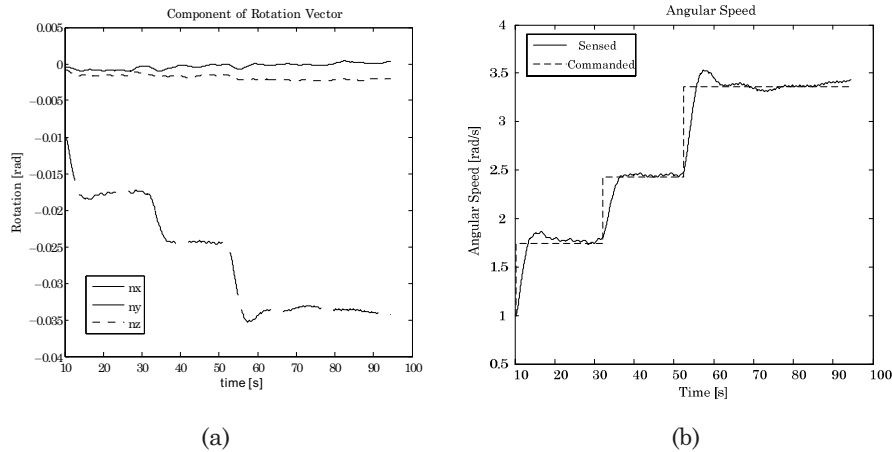 Component of Rotation Vector
0.005
0
−0.005
−0.01
−0.015
−0.02
−0.025
−0.03
−0.035
−0.04
Rotation [rad]
nx
ny
nz
10 20 30 40 50 60 70 80 90 100
time [s]
(a)
Angular Speed
4
3.5
3
2.5
2
1.5
1
0.5
Angular Speed [rad/s]
Sensed
Commanded
10 20 30 40 50 60 70 80 90 100
Time [s]
(b)